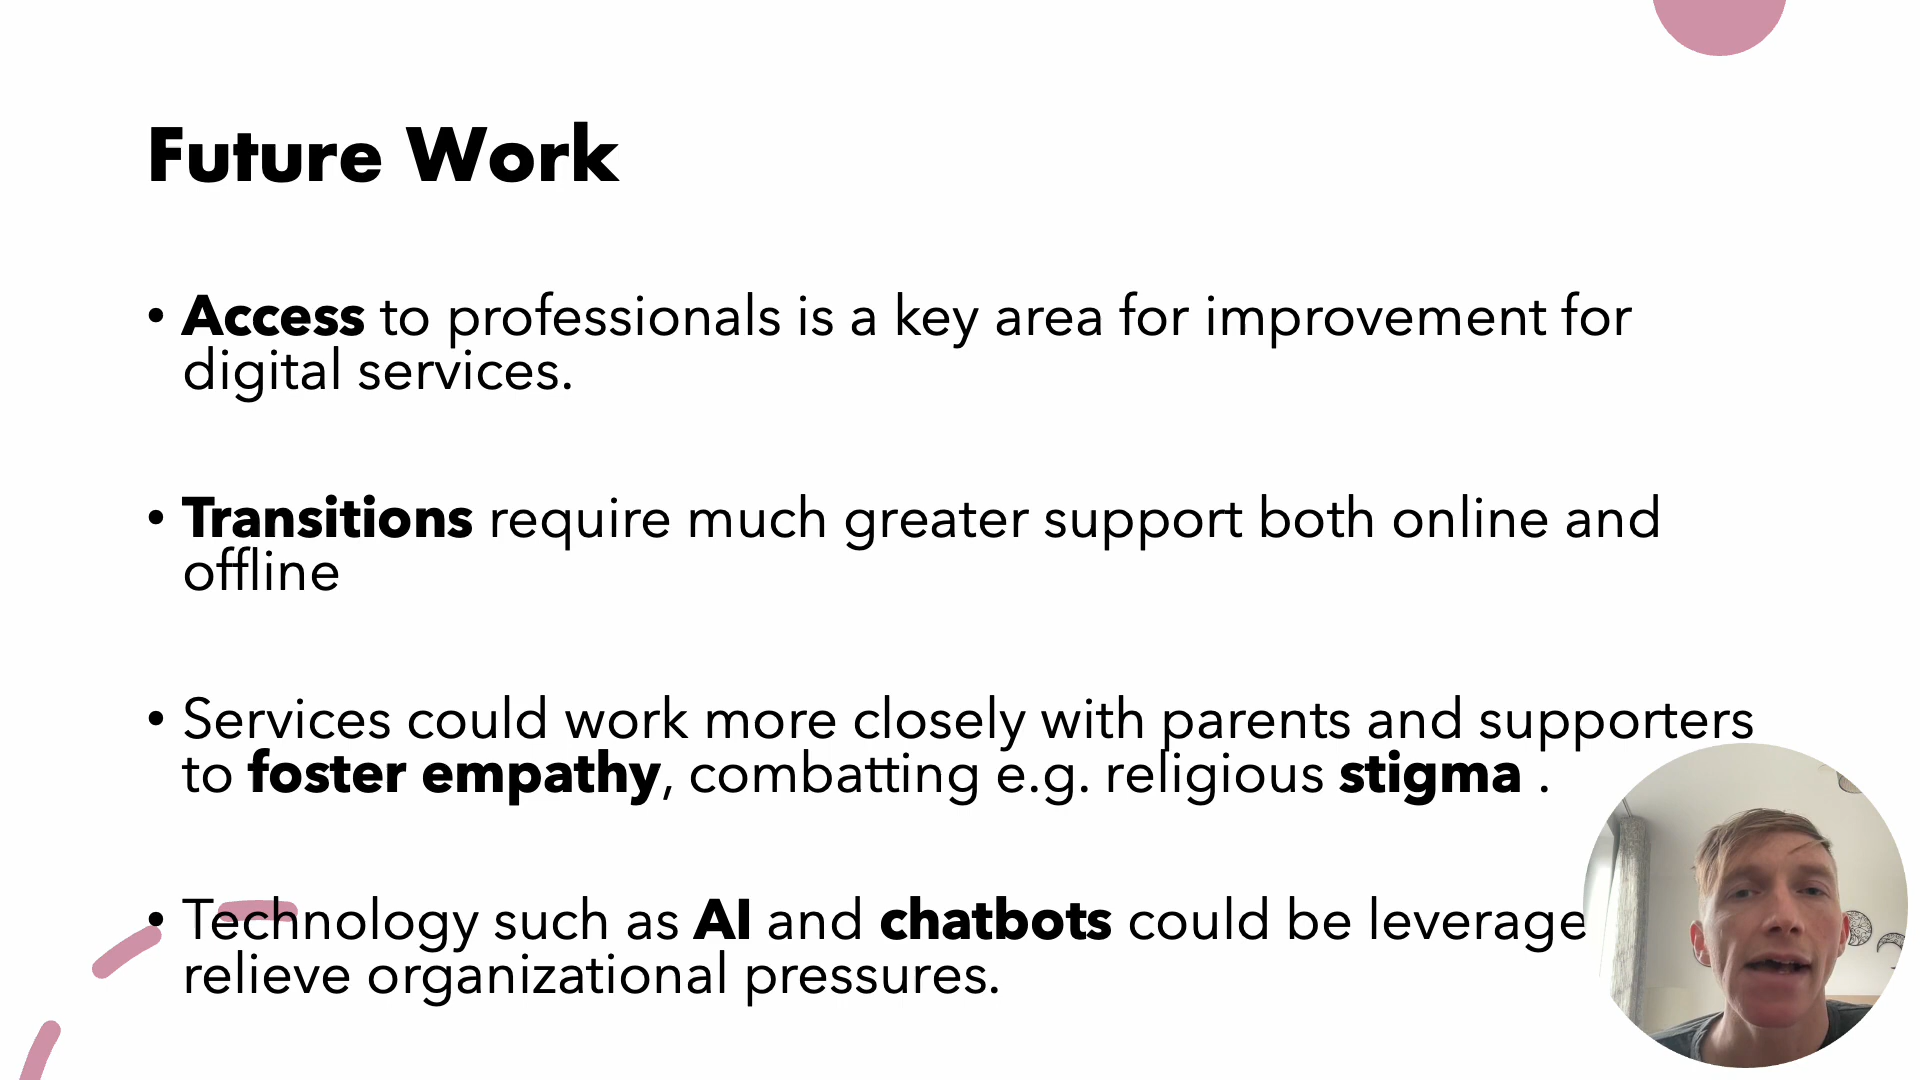 Future Work
• Access to professionals is a key area for improvement for
digital services.
• Transitions require much greater support both online and
offline
• Services could work more closely with parents and supporters
to foster empathy, combatting e.g. religious stigma .
• Technology such as AI and chatbots could be leverage
relieve organizational pressures.